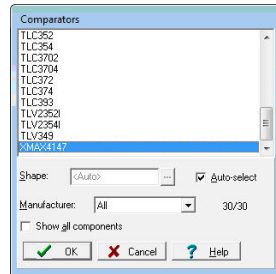 Comparators
TLC352
TLC354
TLC3702
TLC3704
TLC372
TLC374
TLC393
TLV2352I
TLV2354I
TLV349
XMAX4147
Shape: <Auto> ... Auto-select
Manufacturer: All 30/30
Show all components
OK Cancel ? Help